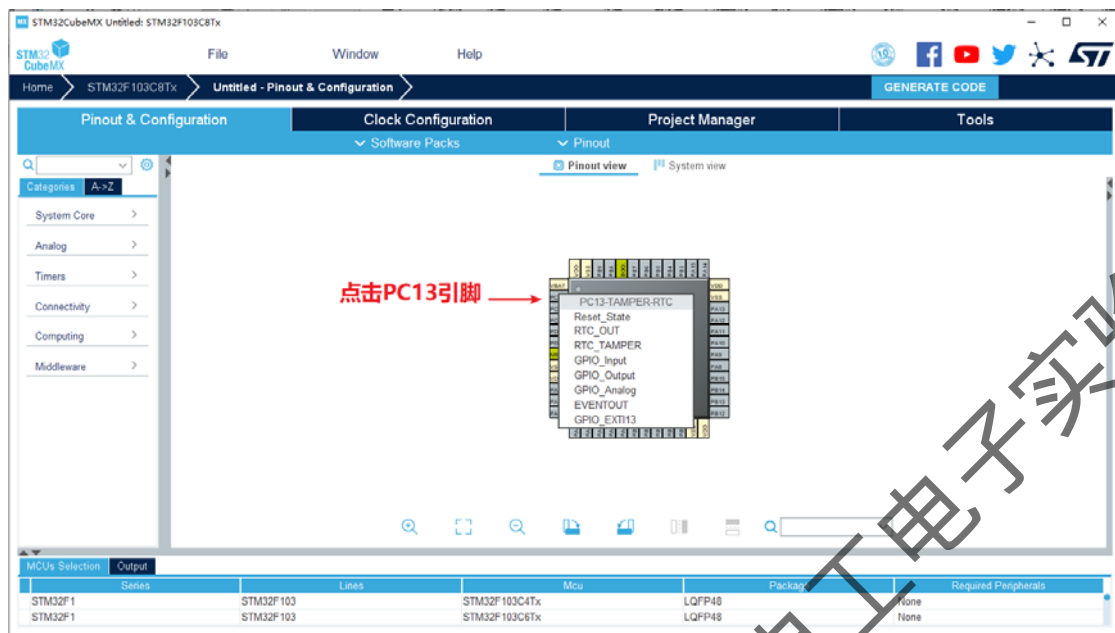 STM32CubeMX Untitled: STM32F103C8Tx
STM32 CubeMX
File Window Help
Home STM32F103C8Tx Untitled - Pinout & Configuration GENERATE CODE
Pinout & Configuration Clock Configuration Project Manager Tools
Software Packs Pinout
Pinout view System view
Categories A->Z
System Core
Analog
Timers
Connectivity
Computing
Middleware
点击PC13引脚
PC13-TAMPER-RTC
Reset_State
RTC_OUT
RTC_TAMPER
GPIO_Input
GPIO_Output
GPIO_Analog
EVENTOUT
GPIO_EXTI13
MCUs Selection Output
Series Lines Mcu Package Required Peripherals
STM32F1 STM32F103 STM32F103C4Tx LQFP48 None
STM32F1 STM32F103 STM32F103C6Tx LQFP48 None
电工电子实